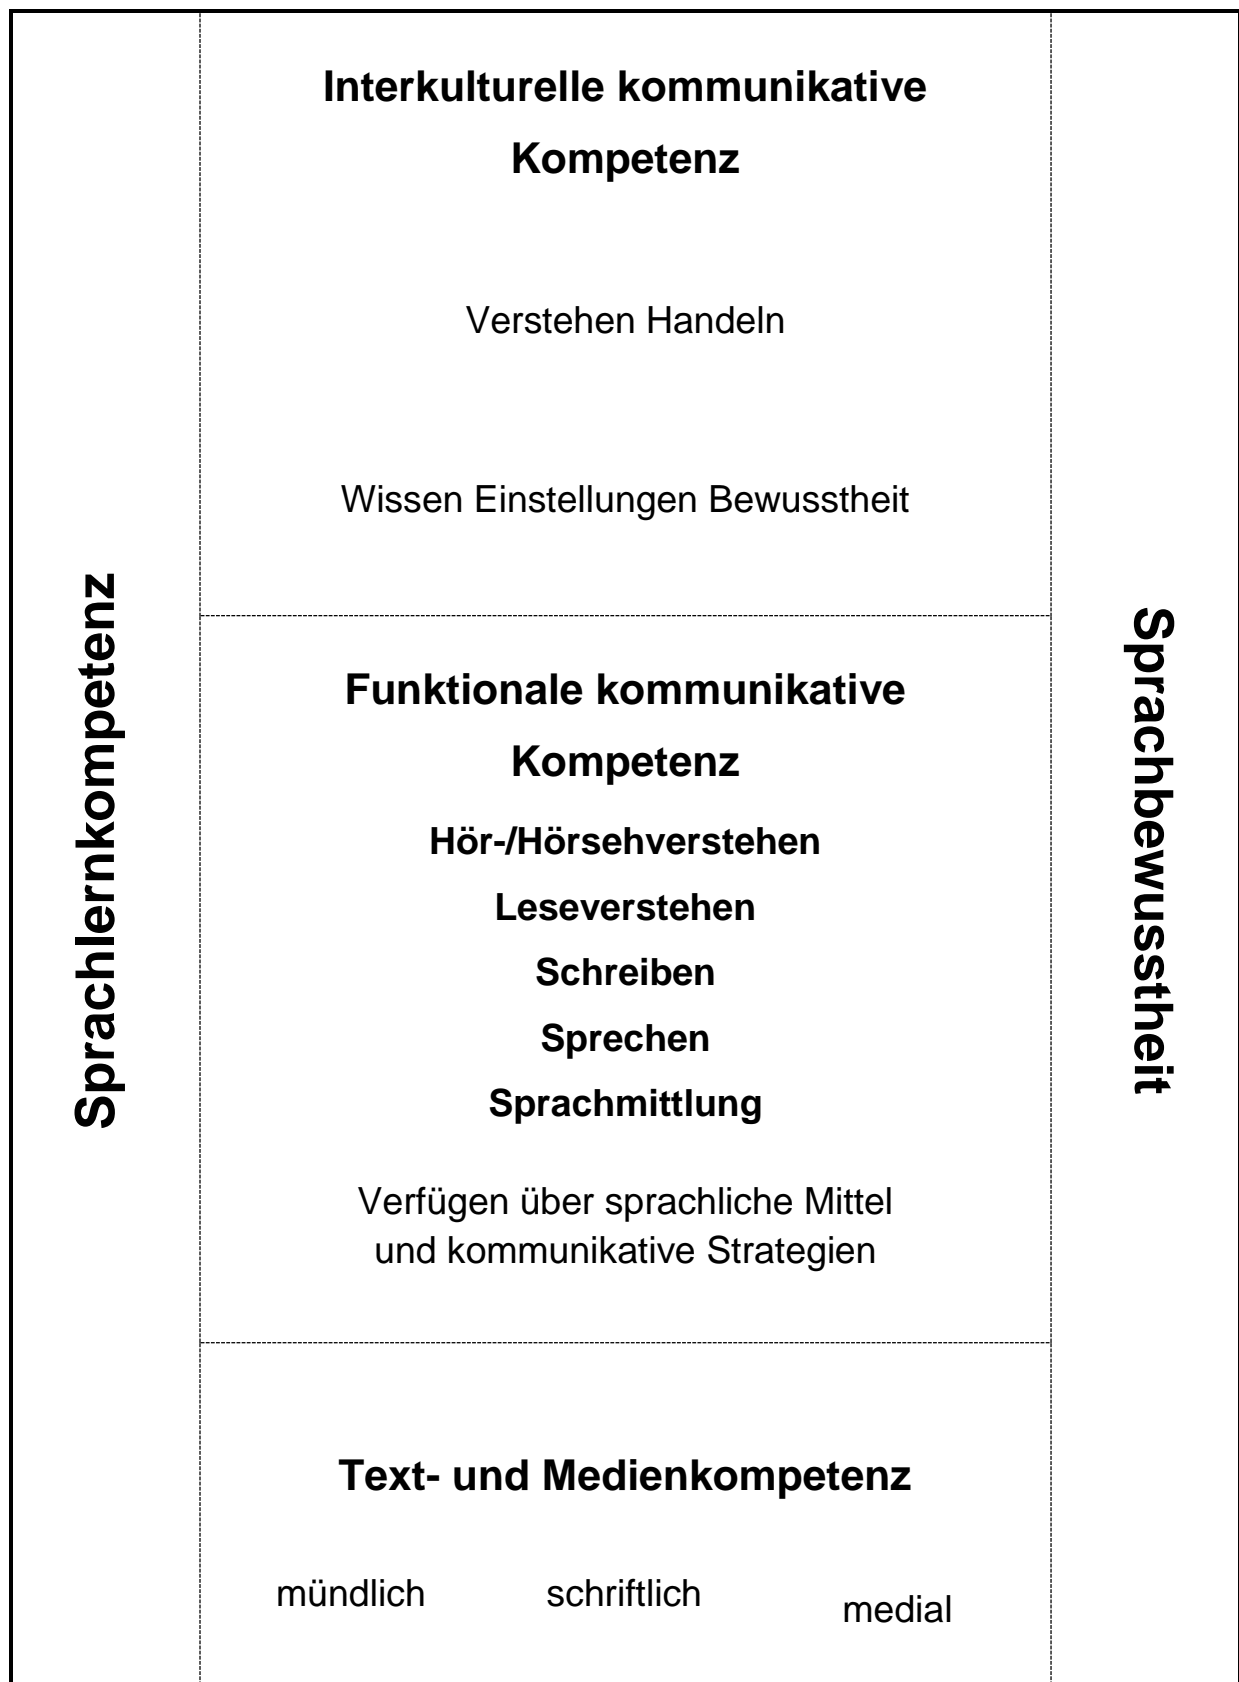 Sprachlernkompetenz
Interkulturelle kommunikative
Kompetenz
Verstehen Handeln
Wissen Einstellungen Bewusstheit
Funktionale kommunikative
Kompetenz
Hör-/Hörsehverstehen
Leseverstehen
Schreiben
Sprechen
Sprachmittlung
Verfügen über sprachliche Mittel
und kommunikative Strategien
Text- und Medienkompetenz
mündlich schriftlich medial
Sprachbewusstheit